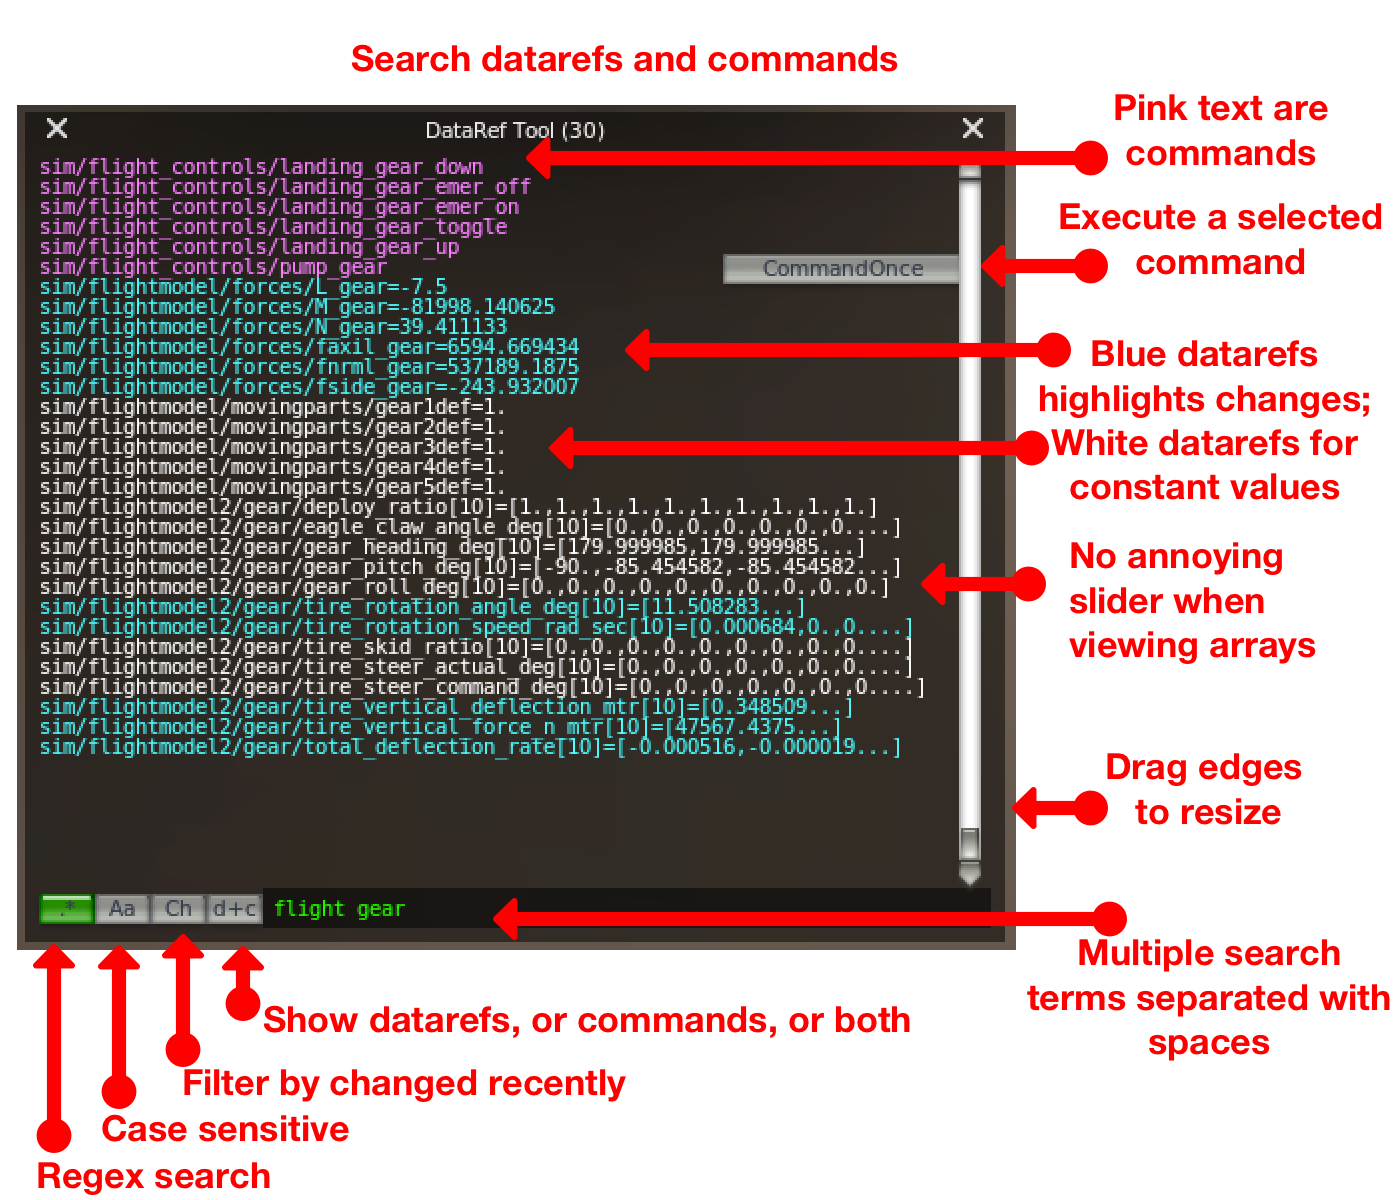 Search datarefs and commands
DataRef Tool (30)
Pink text are
commands
Execute a selected
command
Blue datarefs
highlights changes;
White datarefs for
constant values
No annoying
slider when
viewing arrays
Drag edges
to resize
Multiple search
terms separated with
spaces
sim/flight_controls/landing_gear_down
sim/flight_controls/landing_gear_emer_off
sim/flight_controls/landing_gear_emer_on
sim/flight_controls/landing_gear_toggle
sim/flight_controls/landing_gear_up
sim/flight_controls/pump_gear
CommandOnce
sim/flightmodel/forces/L_gear=-7.5
sim/flightmodel/forces/M_gear=-81998.140625
sim/flightmodel/forces/N_gear=39.411133
sim/flightmodel/forces/faxil_gear=6594.669434
sim/flightmodel/forces/fnrml_gear=537189.1875
sim/flightmodel/forces/fside_gear=-243.932007
sim/flightmodel/movingparts/gear1def=1.
sim/flightmodel/movingparts/gear2def=1.
sim/flightmodel/movingparts/gear3def=1.
sim/flightmodel/movingparts/gear4def=1.
sim/flightmodel/movingparts/gear5def=1.
sim/flightmodel2/gear/deploy_ratio[10]=[1.,1.,1.,1.,1.,1.,1.,1.,1.,1.]
sim/flightmodel2/gear/eagle_claw_angle_deg[10]=[0.,0.,0.,0.,0.,0.,0....]
sim/flightmodel2/gear/gear_heading_deg[10]=[179.999985,179.999985...]
sim/flightmodel2/gear/gear_pitch_deg[10]=[-90.,-85.454582,-85.454582...]
sim/flightmodel2/gear/gear_roll_deg[10]=[0.,0.,0.,0.,0.,0.,0.,0.,0.,0.]
sim/flightmodel2/gear/tire_rotation_angle_deg[10]=[11.508283...]
sim/flightmodel2/gear/tire_rotation_speed_rad_sec[10]=[0.000684,0.,0....]
sim/flightmodel2/gear/tire_skid_ratio[10]=[0.,0.,0.,0.,0.,0.,0.,0.,0....]
sim/flightmodel2/gear/tire_steer_actual_deg[10]=[0.,0.,0.,0.,0.,0.,0....]
sim/flightmodel2/gear/tire_steer_command_deg[10]=[0.,0.,0.,0.,0.,0.,0....]
sim/flightmodel2/gear/tire_vertical_deflection_mtr[10]=[0.348509...]
sim/flightmodel2/gear/tire_vertical_force_n_mtr[10]=[47567.4375...]
sim/flightmodel2/gear/total_deflection_rate[10]=[-0.000516,-0.000019...]
.* Aa Ch d+c flight gear
Show datarefs, or commands, or both
Filter by changed recently
Case sensitive
Regex search